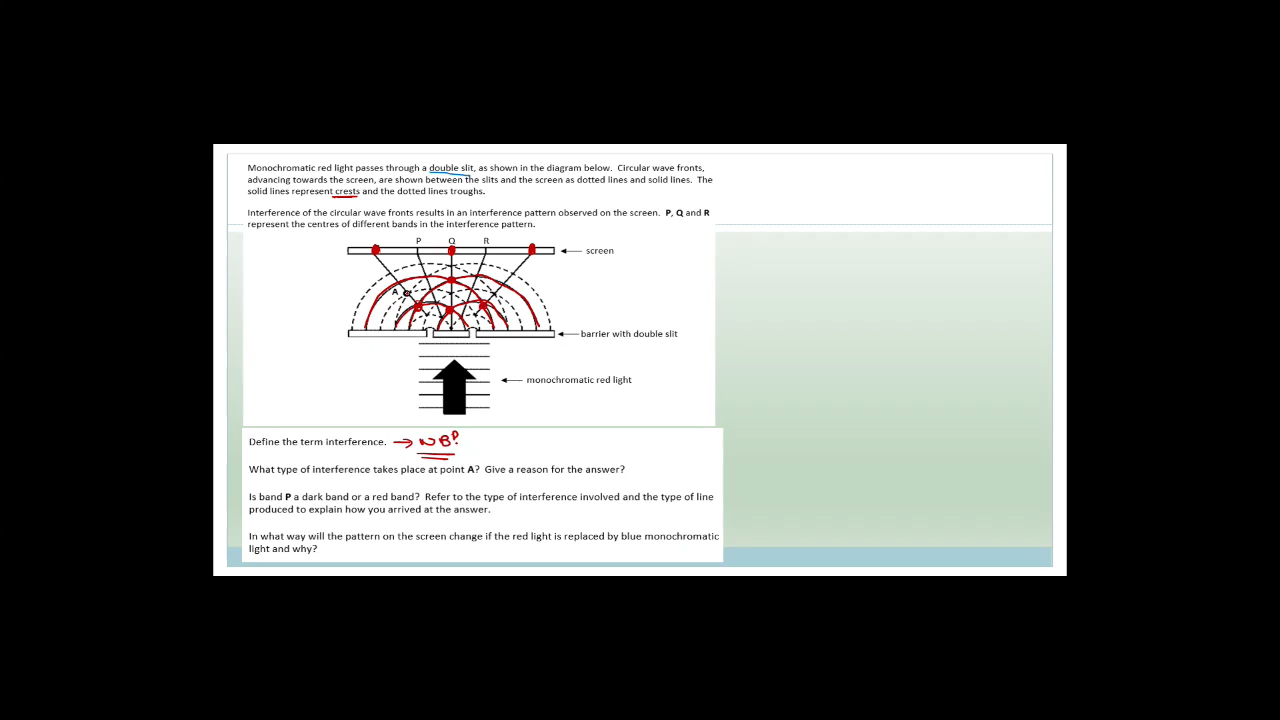 Monochromatic red light passes through a double slit, as shown in the diagram below. Circular wave fronts,
advancing towards the screen, are shown between the slits and the screen as dotted lines and solid lines. The
solid lines represent crests and the dotted lines troughs.
Interference of the circular wave fronts results in an interference pattern observed on the screen. P, Q and R
represent the centres of different bands in the interference pattern.
P Q R
screen
A
barrier with double slit
monochromatic red light
Define the term interference. → NB
What type of interference takes place at point A? Give a reason for the answer?
Is band P a dark band or a red band? Refer to the type of interference involved and the type of line
produced to explain how you arrived at the answer.
In what way will the pattern on the screen change if the red light is replaced by blue monochromatic
light and why?